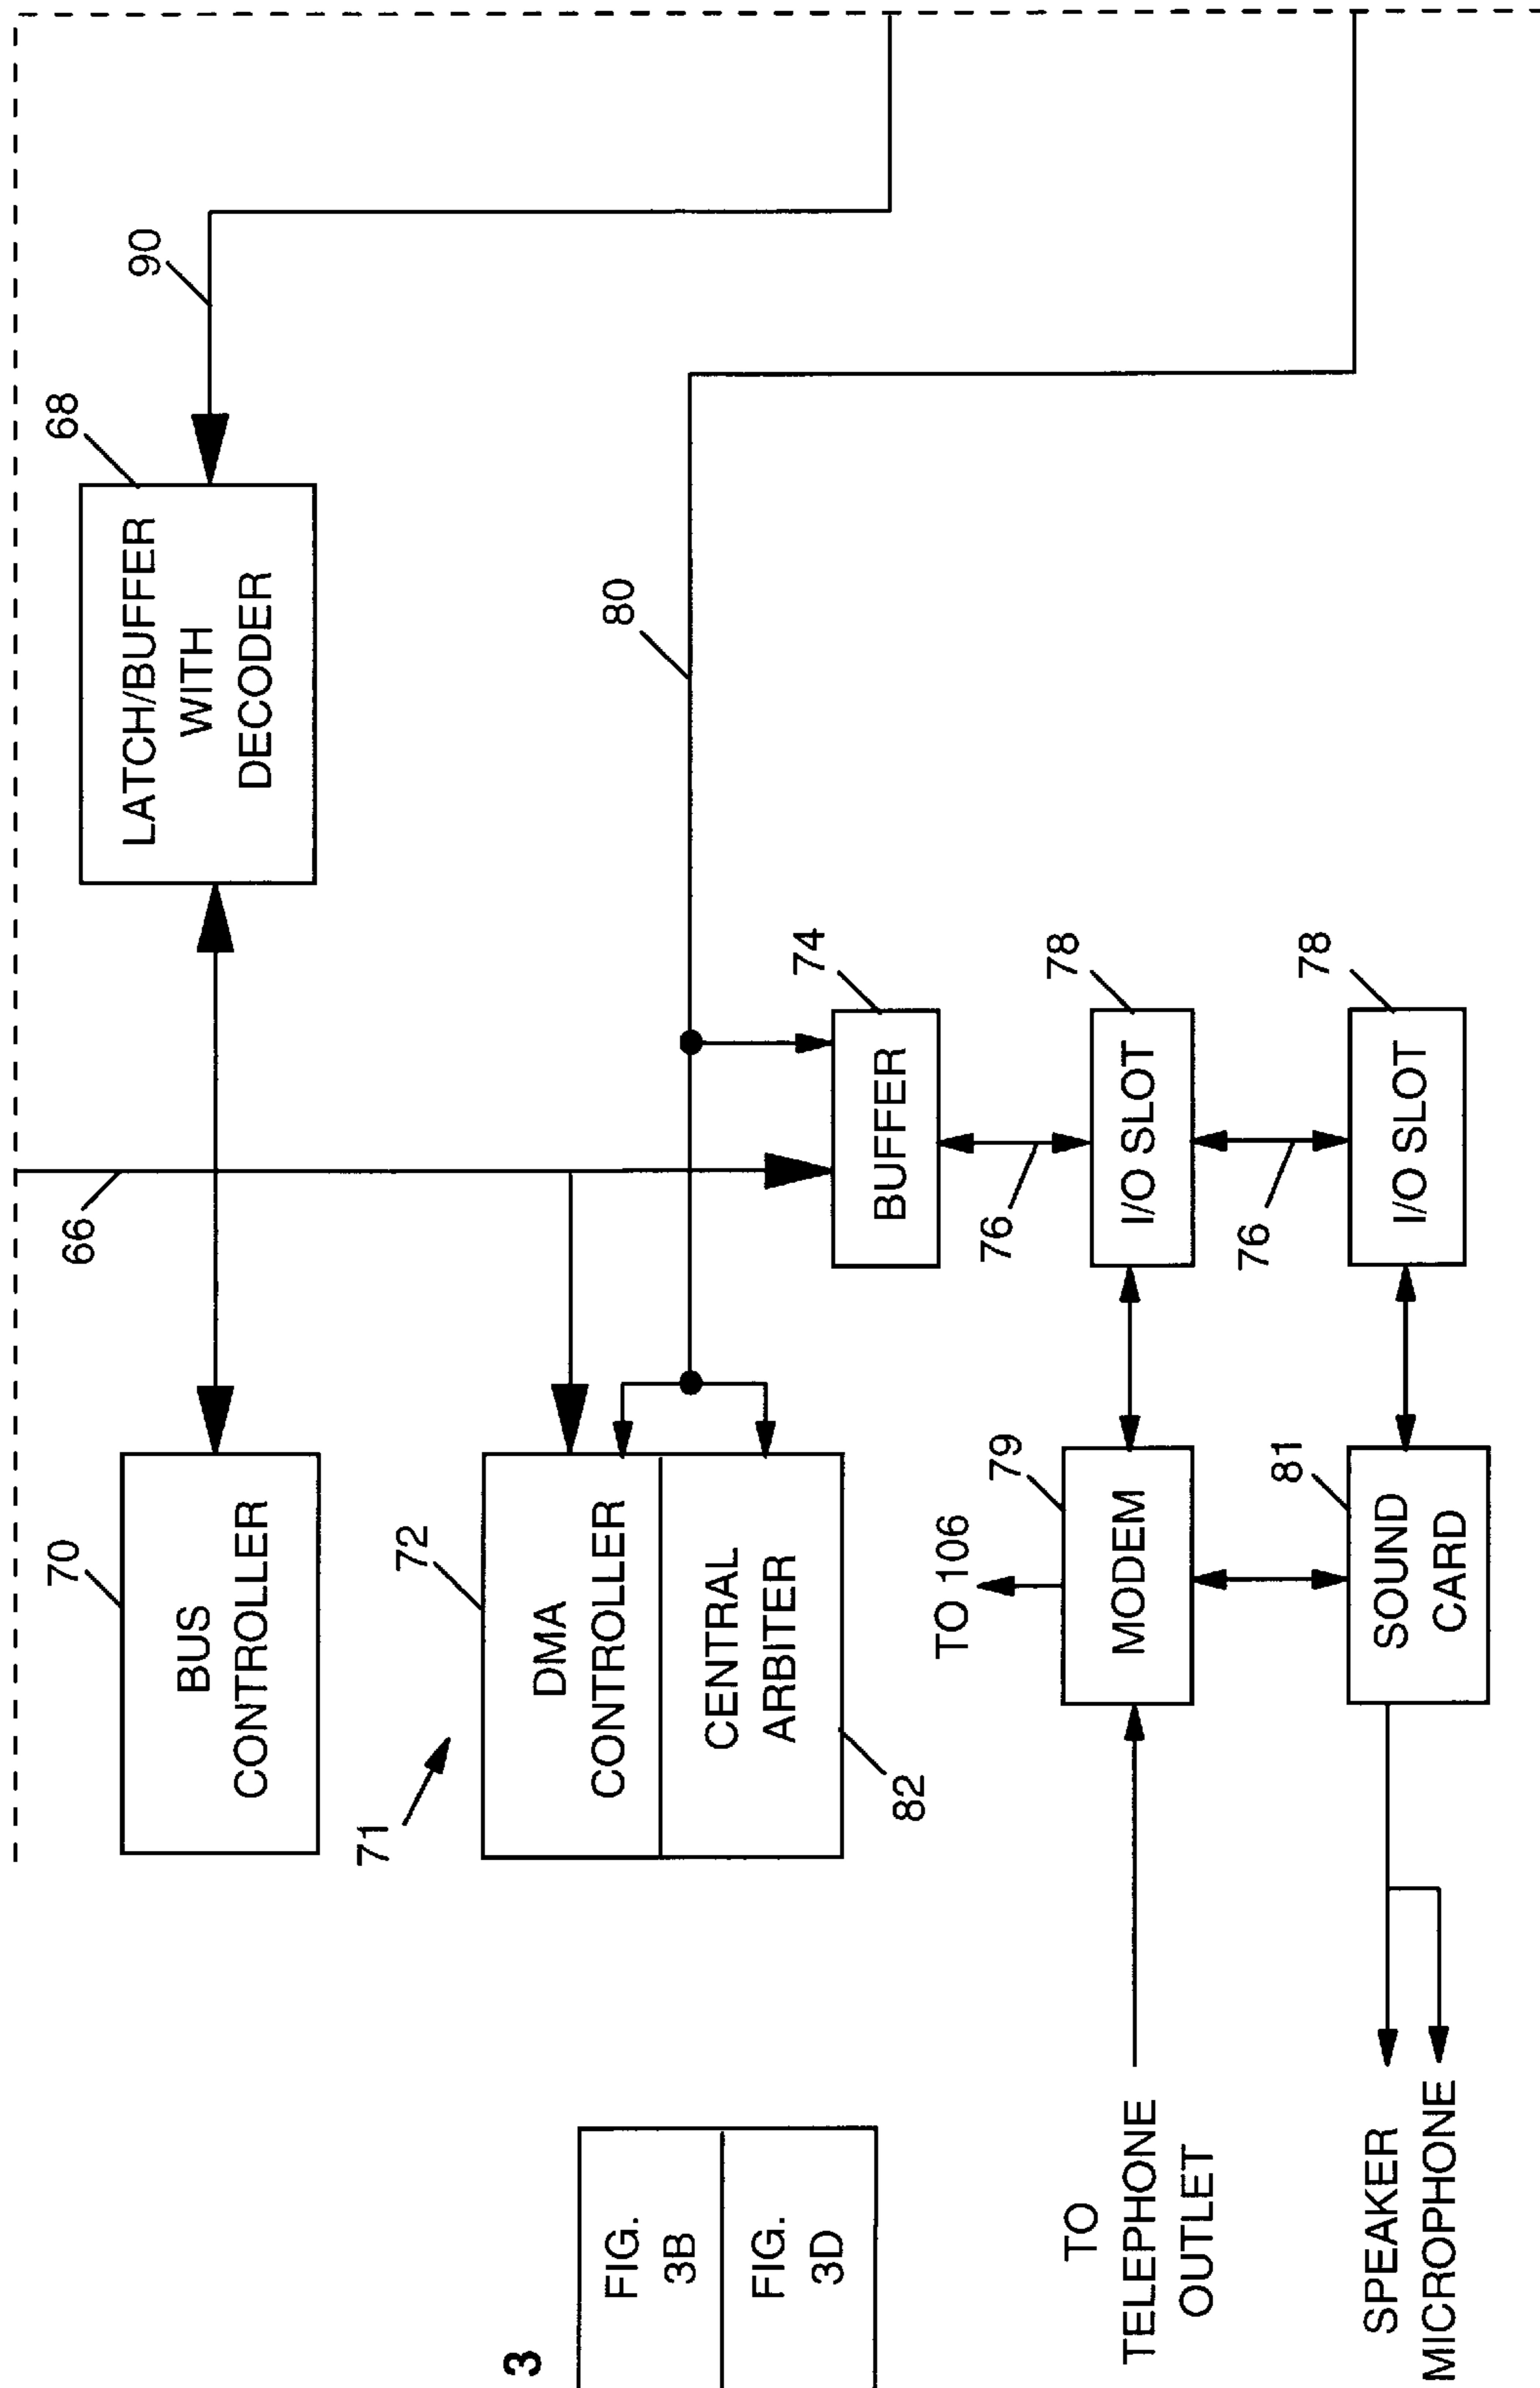 90
68
LATCH/BUFFER
WITH
DECODER
80
66
70
BUS
CONTROLLER
72
DMA
CONTROLLER
CENTRAL
ARBITER
71
82
74
BUFFER
76
78
I/O SLOT
76
78
I/O SLOT
79
MODEM
TO 106
81
SOUND
CARD
TO
TELEPHONE
OUTLET
SPEAKER
MICROPHONE
3
FIG.
3B
FIG.
3D